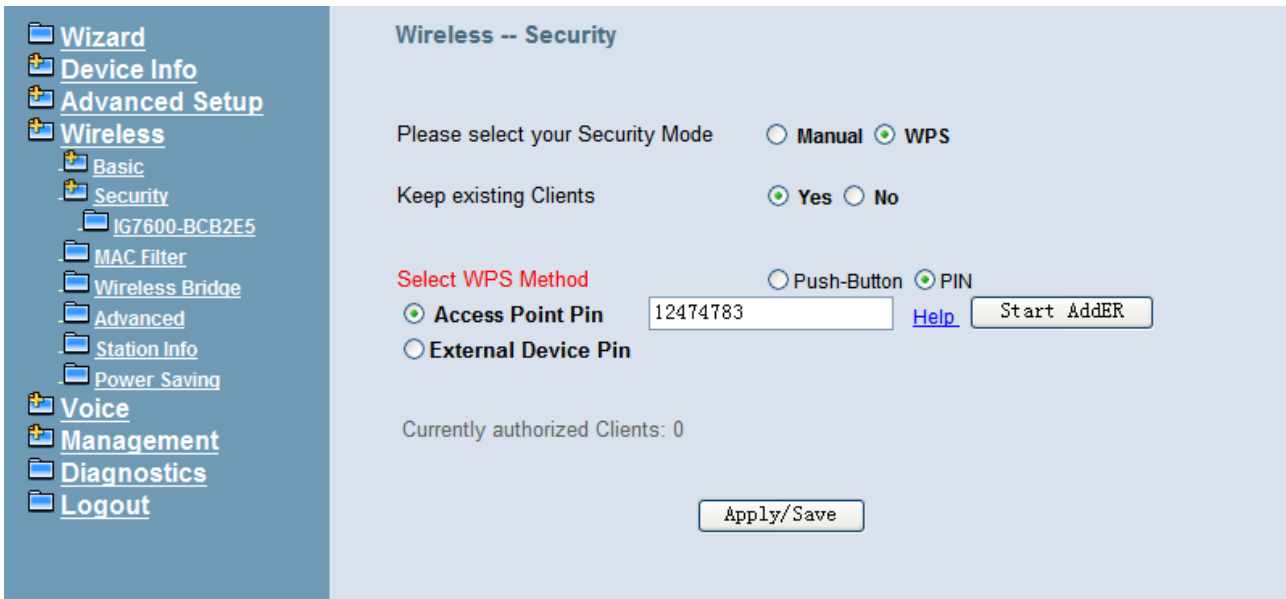 Wizard
Device Info
Advanced Setup
Wireless
Basic
Security
IG7600-BCB2E5
MAC Filter
Wireless Bridge
Advanced
Station Info
Power Saving
Voice
Management
Diagnostics
Logout
Wireless -- Security
Please select your Security Mode Manual WPS
Keep existing Clients Yes No
Select WPS Method Push-Button PIN
Access Point Pin 12474783 Help Start AddER
External Device Pin
Currently authorized Clients: 0
Apply/Save